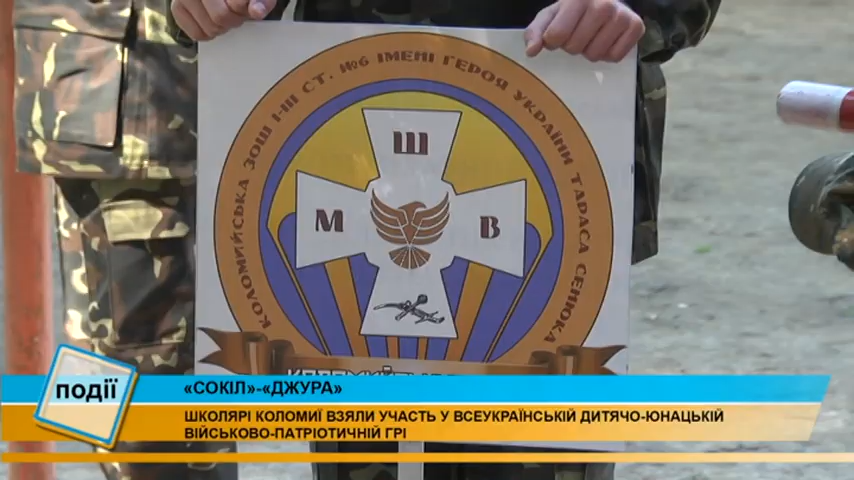 КОЛОМИЙСЬКА ЗОШ І-ІІІ СТ. №6 ІМЕНІ ГЕРОЯ УКРАЇНИ ТАРАСА СЕНЮКА
Ш
М
В
ПОДІЇ
«СОКІЛ»-«ДЖУРА»
ШКОЛЯРІ КОЛОМИЇ ВЗЯЛИ УЧАСТЬ У ВСЕУКРАЇНСЬКІЙ ДИТЯЧО-ЮНАЦЬКІЙ
ВІЙСЬКОВО-ПАТРІОТИЧНІЙ ГРІ